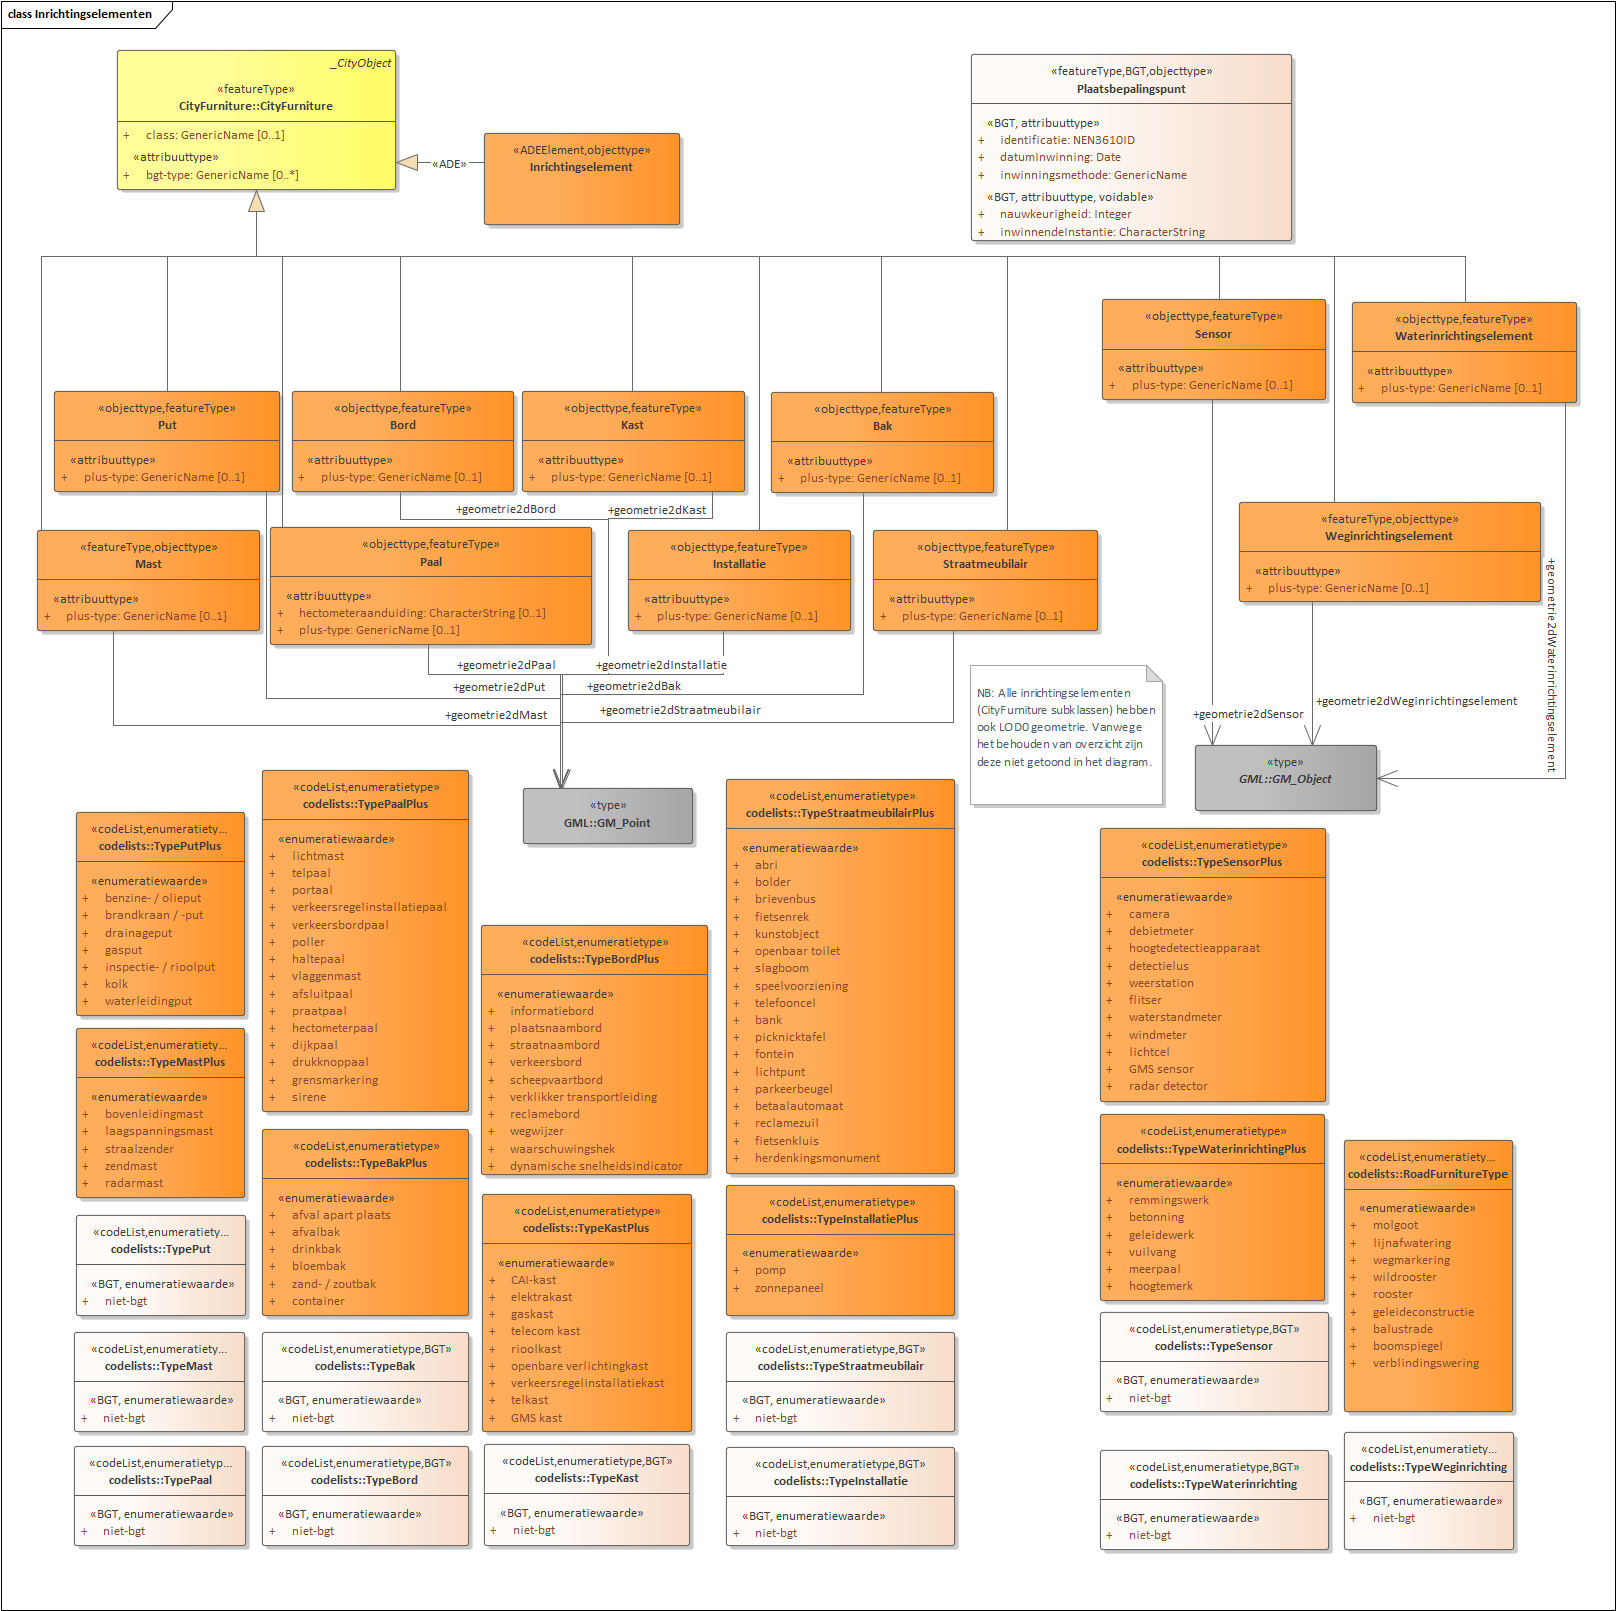 class Inrichtingselementen
_CityObject
«featureType»
CityFurniture::CityFurniture
+ class: GenericName [0..1]
«attribuuttype»
+ bgt-type: GenericName [0..*]
«ADE»
«ADEElement,objecttype»
Inrichtingselement
«featureType,BGT,objecttype»
Plaatsbepalingspunt
«BGT, attribuuttype»
+ identificatie: NEN3610ID
+ datumInwinning: Date
+ inwinningsmethode: GenericName
«BGT, attribuuttype, voidable»
+ nauwkeurigheid: Integer
+ inwinnendeInstantie: CharacterString
«objecttype,featureType»
Sensor
«attribuuttype»
+ plus-type: GenericName [0..1]
«objecttype,featureType»
Waterinrichtingselement
«attribuuttype»
+ plus-type: GenericName [0..1]
«objecttype,featureType»
Put
«attribuuttype»
+ plus-type: GenericName [0..1]
«objecttype,featureType»
Bord
«attribuuttype»
+ plus-type: GenericName [0..1]
«objecttype,featureType»
Kast
«attribuuttype»
+ plus-type: GenericName [0..1]
«objecttype,featureType»
Bak
«attribuuttype»
+ plus-type: GenericName [0..1]
+geometrie2dBord
+geometrie2dKast
«featureType,objecttype»
Mast
«attribuuttype»
+ plus-type: GenericName [0..1]
«objecttype,featureType»
Paal
«attribuuttype»
+ hectometeraanduiding: CharacterString [0..1]
+ plus-type: GenericName [0..1]
«objecttype,featureType»
Installatie
«attribuuttype»
+ plus-type: GenericName [0..1]
«objecttype,featureType»
Straatmeubilair
«attribuuttype»
+ plus-type: GenericName [0..1]
«featureType,objecttype»
Weginrichtingselement
«attribuuttype»
+ plus-type: GenericName [0..1]
+geometrie2dWaterinrichtingselement
+geometrie2dPaal
+geometrie2dInstallatie
+geometrie2dPut
+geometrie2dBak
+geometrie2dMast
+geometrie2dStraatmeubilair
NB: Alle inrichtingselementen
(CityFurniture subklassen) hebben
ook LOD0 geometrie. Vanwege
het behouden van overzicht zijn
deze niet getoond in het diagram.
+geometrie2dSensor
+geometrie2dWeginrichtingselement
«type»
GML::GM_Object
«type»
GML::GM_Point
«codeList,enumeratiety...
codelists::TypePutPlus
«enumeratiewaarde»
+ benzine- / olieput
+ brandkraan / -put
+ drainageput
+ gasput
+ inspectie- / rioolput
+ kolk
+ waterleidingput
«codeList,enumeratiety...
codelists::TypeMastPlus
«enumeratiewaarde»
+ bovenleidingmast
+ laagspanningsmast
+ straalzender
+ zendmast
+ radarmast
«codeList,enumeratiety...
codelists::TypePut
«BGT, enumeratiewaarde»
+ niet-bgt
«codeList,enumeratiety...
codelists::TypeMast
«BGT, enumeratiewaarde»
+ niet-bgt
«codeList,enumeratietyp...
codelists::TypePaal
«BGT, enumeratiewaarde»
+ niet-bgt
«codeList,enumeratietype»
codelists::TypePaalPlus
«enumeratiewaarde»
+ lichtmast
+ telpaal
+ portaal
+ verkeersregelinstallatiepaal
+ verkeersbordpaal
+ poller
+ haltepaal
+ vlaggenmast
+ afsluitpaal
+ praatpaal
+ hectometerpaal
+ dijkpaal
+ drukknoppaal
+ grensmarkering
+ sirene
«codeList,enumeratietype»
codelists::TypeBakPlus
«enumeratiewaarde»
+ afval apart plaats
+ afvalbak
+ drinkbak
+ bloembak
+ zand- / zoutbak
+ container
«codeList,enumeratietype,BGT»
codelists::TypeBak
«BGT, enumeratiewaarde»
+ niet-bgt
«codeList,enumeratietype,BGT»
codelists::TypeBord
«BGT, enumeratiewaarde»
+ niet-bgt
«codeList,enumeratietype»
codelists::TypeBordPlus
«enumeratiewaarde»
+ informatiebord
+ plaatsnaambord
+ straatnaambord
+ verkeersbord
+ scheepvaartbord
+ verklikker transportleiding
+ reclamebord
+ wegwijzer
+ waarschuwingshek
+ dynamische snelheidsindicator
«codeList,enumeratietype»
codelists::TypeKastPlus
«enumeratiewaarde»
+ CAI-kast
+ elektrakast
+ gaskast
+ telecom kast
+ rioolkast
+ openbare verlichtingkast
+ verkeersregelinstallatiekast
+ telkast
+ GMS kast
«codeList,enumeratietype,BGT»
codelists::TypeKast
«BGT, enumeratiewaarde»
+ niet-bgt
«codeList,enumeratietype»
codelists::TypeStraatmeubilairPlus
«enumeratiewaarde»
+ abri
+ bolder
+ brievenbus
+ fietsenrek
+ kunstobject
+ openbaar toilet
+ slagboom
+ speelvoorziening
+ telefooncel
+ bank
+ picknicktafel
+ fontein
+ lichtpunt
+ parkeerbeugel
+ betaalautomaat
+ reclamezuil
+ fietsenkluis
+ herdenkingsmonument
«codeList,enumeratietype»
codelists::TypeInstallatiePlus
«enumeratiewaarde»
+ pomp
+ zonnepaneel
«codeList,enumeratietype,BGT»
codelists::TypeStraatmeubilair
«BGT, enumeratiewaarde»
+ niet-bgt
«codeList,enumeratietype,BGT»
codelists::TypeInstallatie
«BGT, enumeratiewaarde»
+ niet-bgt
«codeList,enumeratietype»
codelists::TypeSensorPlus
«enumeratiewaarde»
+ camera
+ debietmeter
+ hoogtedetectieapparaat
+ detectielus
+ weerstation
+ flitser
+ waterstandmeter
+ windmeter
+ lichtcel
+ GMS sensor
+ radar detector
«codeList,enumeratietype»
codelists::TypeWaterinrichtingPlus
«enumeratiewaarde»
+ remmingswerk
+ betonning
+ geleidewerk
+ vuilvang
+ meerpaal
+ hoogtemerk
«codeList,enumeratietype,BGT»
codelists::TypeSensor
«BGT, enumeratiewaarde»
+ niet-bgt
«codeList,enumeratietype,BGT»
codelists::TypeWaterinrichting
«BGT, enumeratiewaarde»
+ niet-bgt
«codeList,enumeratiety...
codelists::RoadFurnitureType
«enumeratiewaarde»
+ molgoot
+ lijnafwatering
+ wegmarkering
+ wildrooster
+ rooster
+ geleideconstructie
+ balustrade
+ boomspiegel
+ verblindingswering
«codeList,enumeratiety...
codelists::TypeWeginrichting
«BGT, enumeratiewaarde»
+ niet-bgt